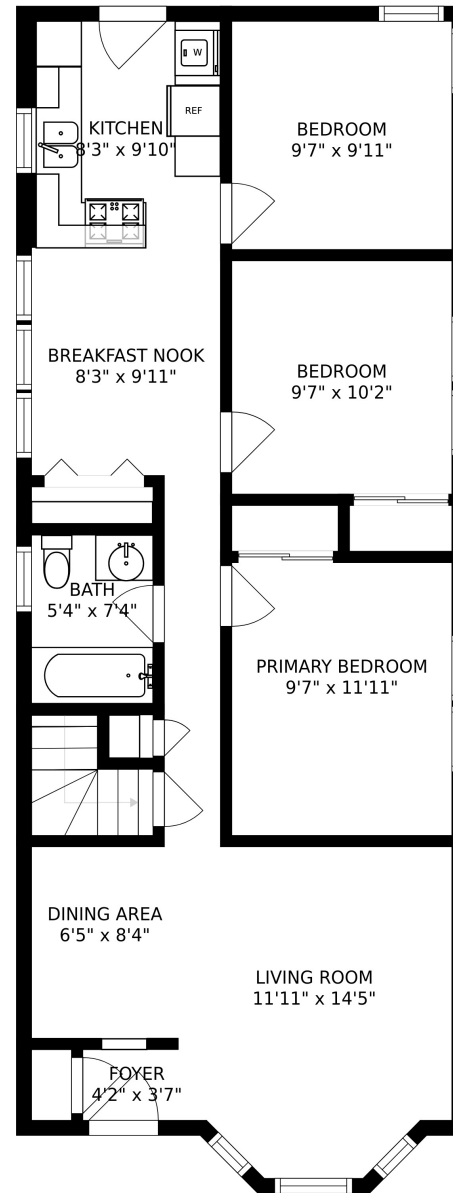 W
REF
KITCHEN
8'3" x 9'10"
BEDROOM
9'7" x 9'11"
BREAKFAST NOOK
8'3" x 9'11"
BEDROOM
9'7" x 10'2"
BATH
5'4" x 7'4"
PRIMARY BEDROOM
9'7" x 11'11"
DINING AREA
6'5" x 8'4"
LIVING ROOM
11'11" x 14'5"
FOYER
4'2" x 3'7"